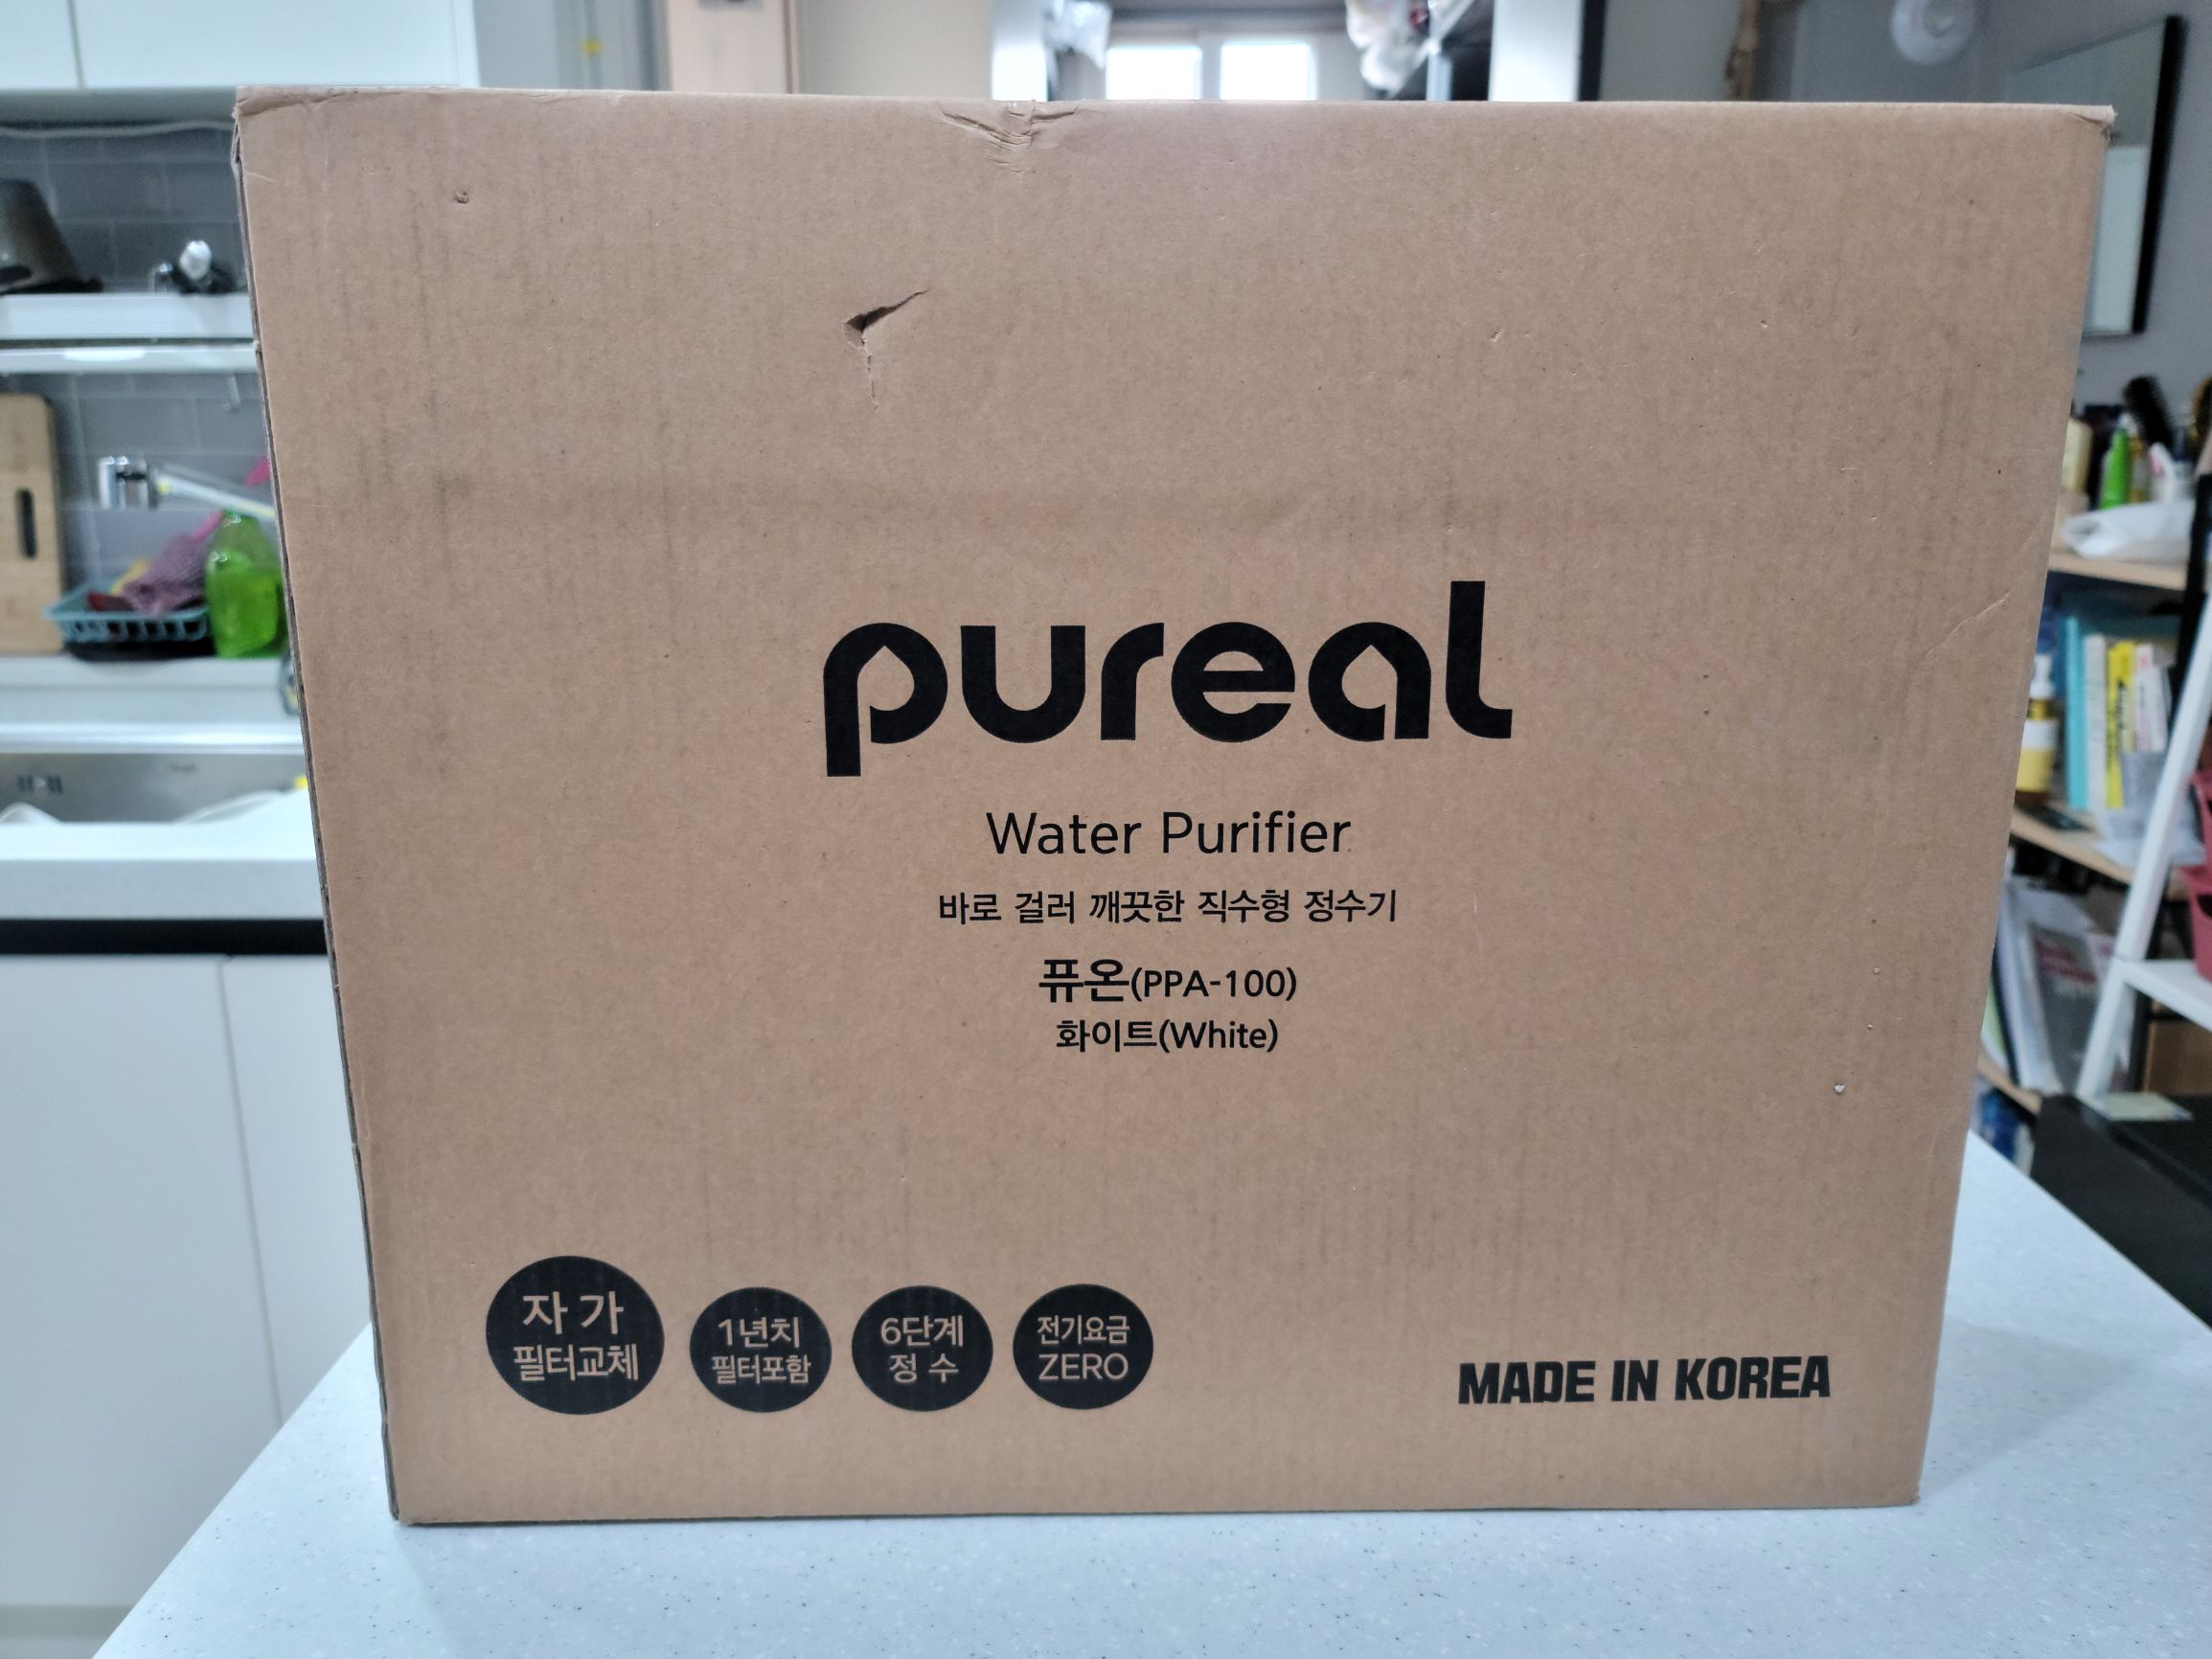 pureal
Water Purifier
바로 걸러 깨끗한 직수형 정수기
퓨온(PPA-100)
화이트(White)
자 가
필터교체
1년치
필터포함
6단계
정 수
전기요금
ZERO
MADE IN KOREA